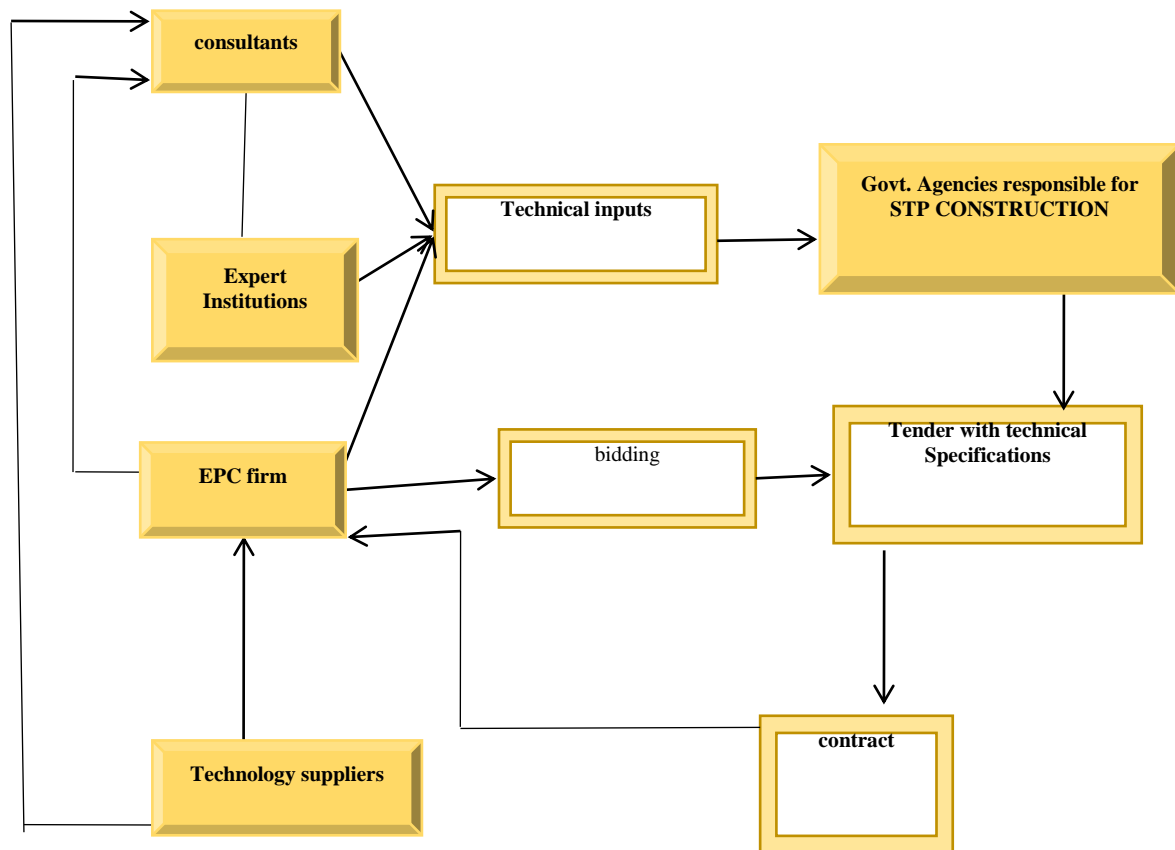 consultants
Technical inputs
Govt. Agencies responsible for
STP CONSTRUCTION
Expert
Institutions
EPC firm
bidding
Tender with technical
Specifications
Technology suppliers
contract